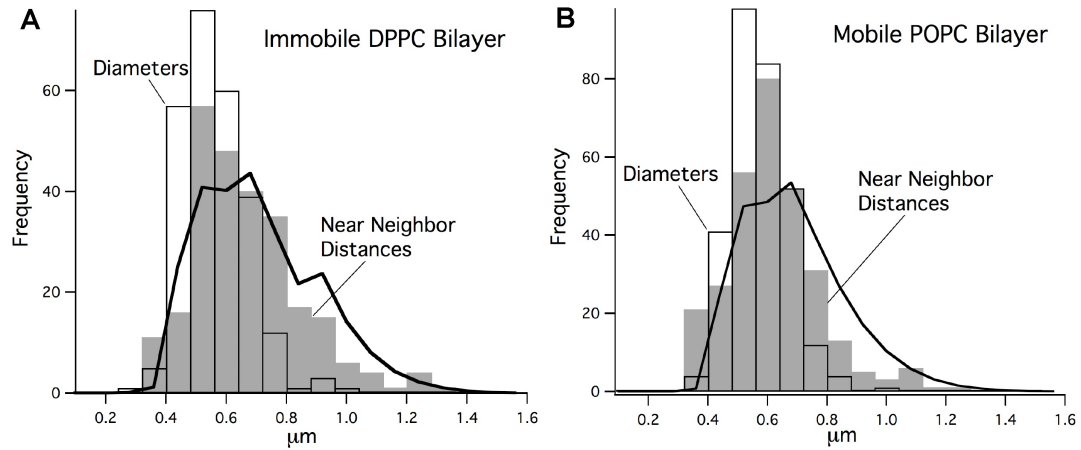 A
Immobile DPPC Bilayer
Diameters
Near Neighbor
Distances
Frequency
60
40
20
0
0.2 0.4 0.6 0.8 1.0 1.2 1.4 1.6
μm
B
Mobile POPC Bilayer
Diameters
Near Neighbor
Distances
Frequency
80
60
40
20
0
0.2 0.4 0.6 0.8 1.0 1.2 1.4 1.6
μm